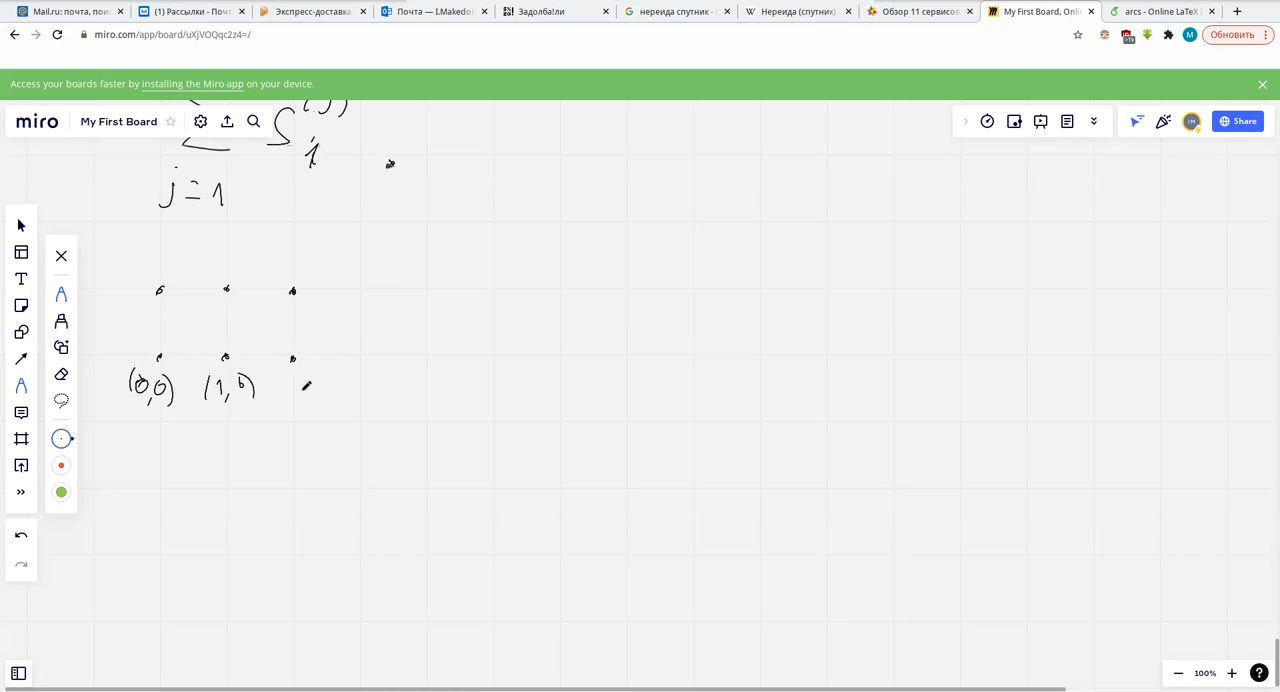 Mail.ru: почта, пои
(1) Рассылки - Почт
Экспресс-доставка
Почта — I.Makedon
Задолба!ли
нереида спутник -
Нереида (спутник)
Обзор 11 сервисов
My First Board, Onli
arcs - Online LaTeX
miro.com/app/board/uXjVOQqc2z4=/
Обновить
Access your boards faster by installing the Miro app on your device.
miro
My First Board
Share
j = 1
(0,0) (1,0)
100%